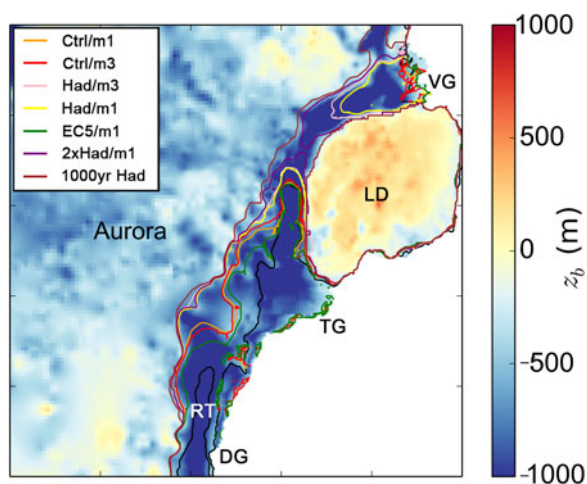 Ctrl/m1
Ctrl/m3
Had/m3
Had/m1
EC5/m1
2xHad/m1
1000yr Had
VG
LD
Aurora
TG
RT
DG
1000
500
0
−500
−1000
z_b (m)